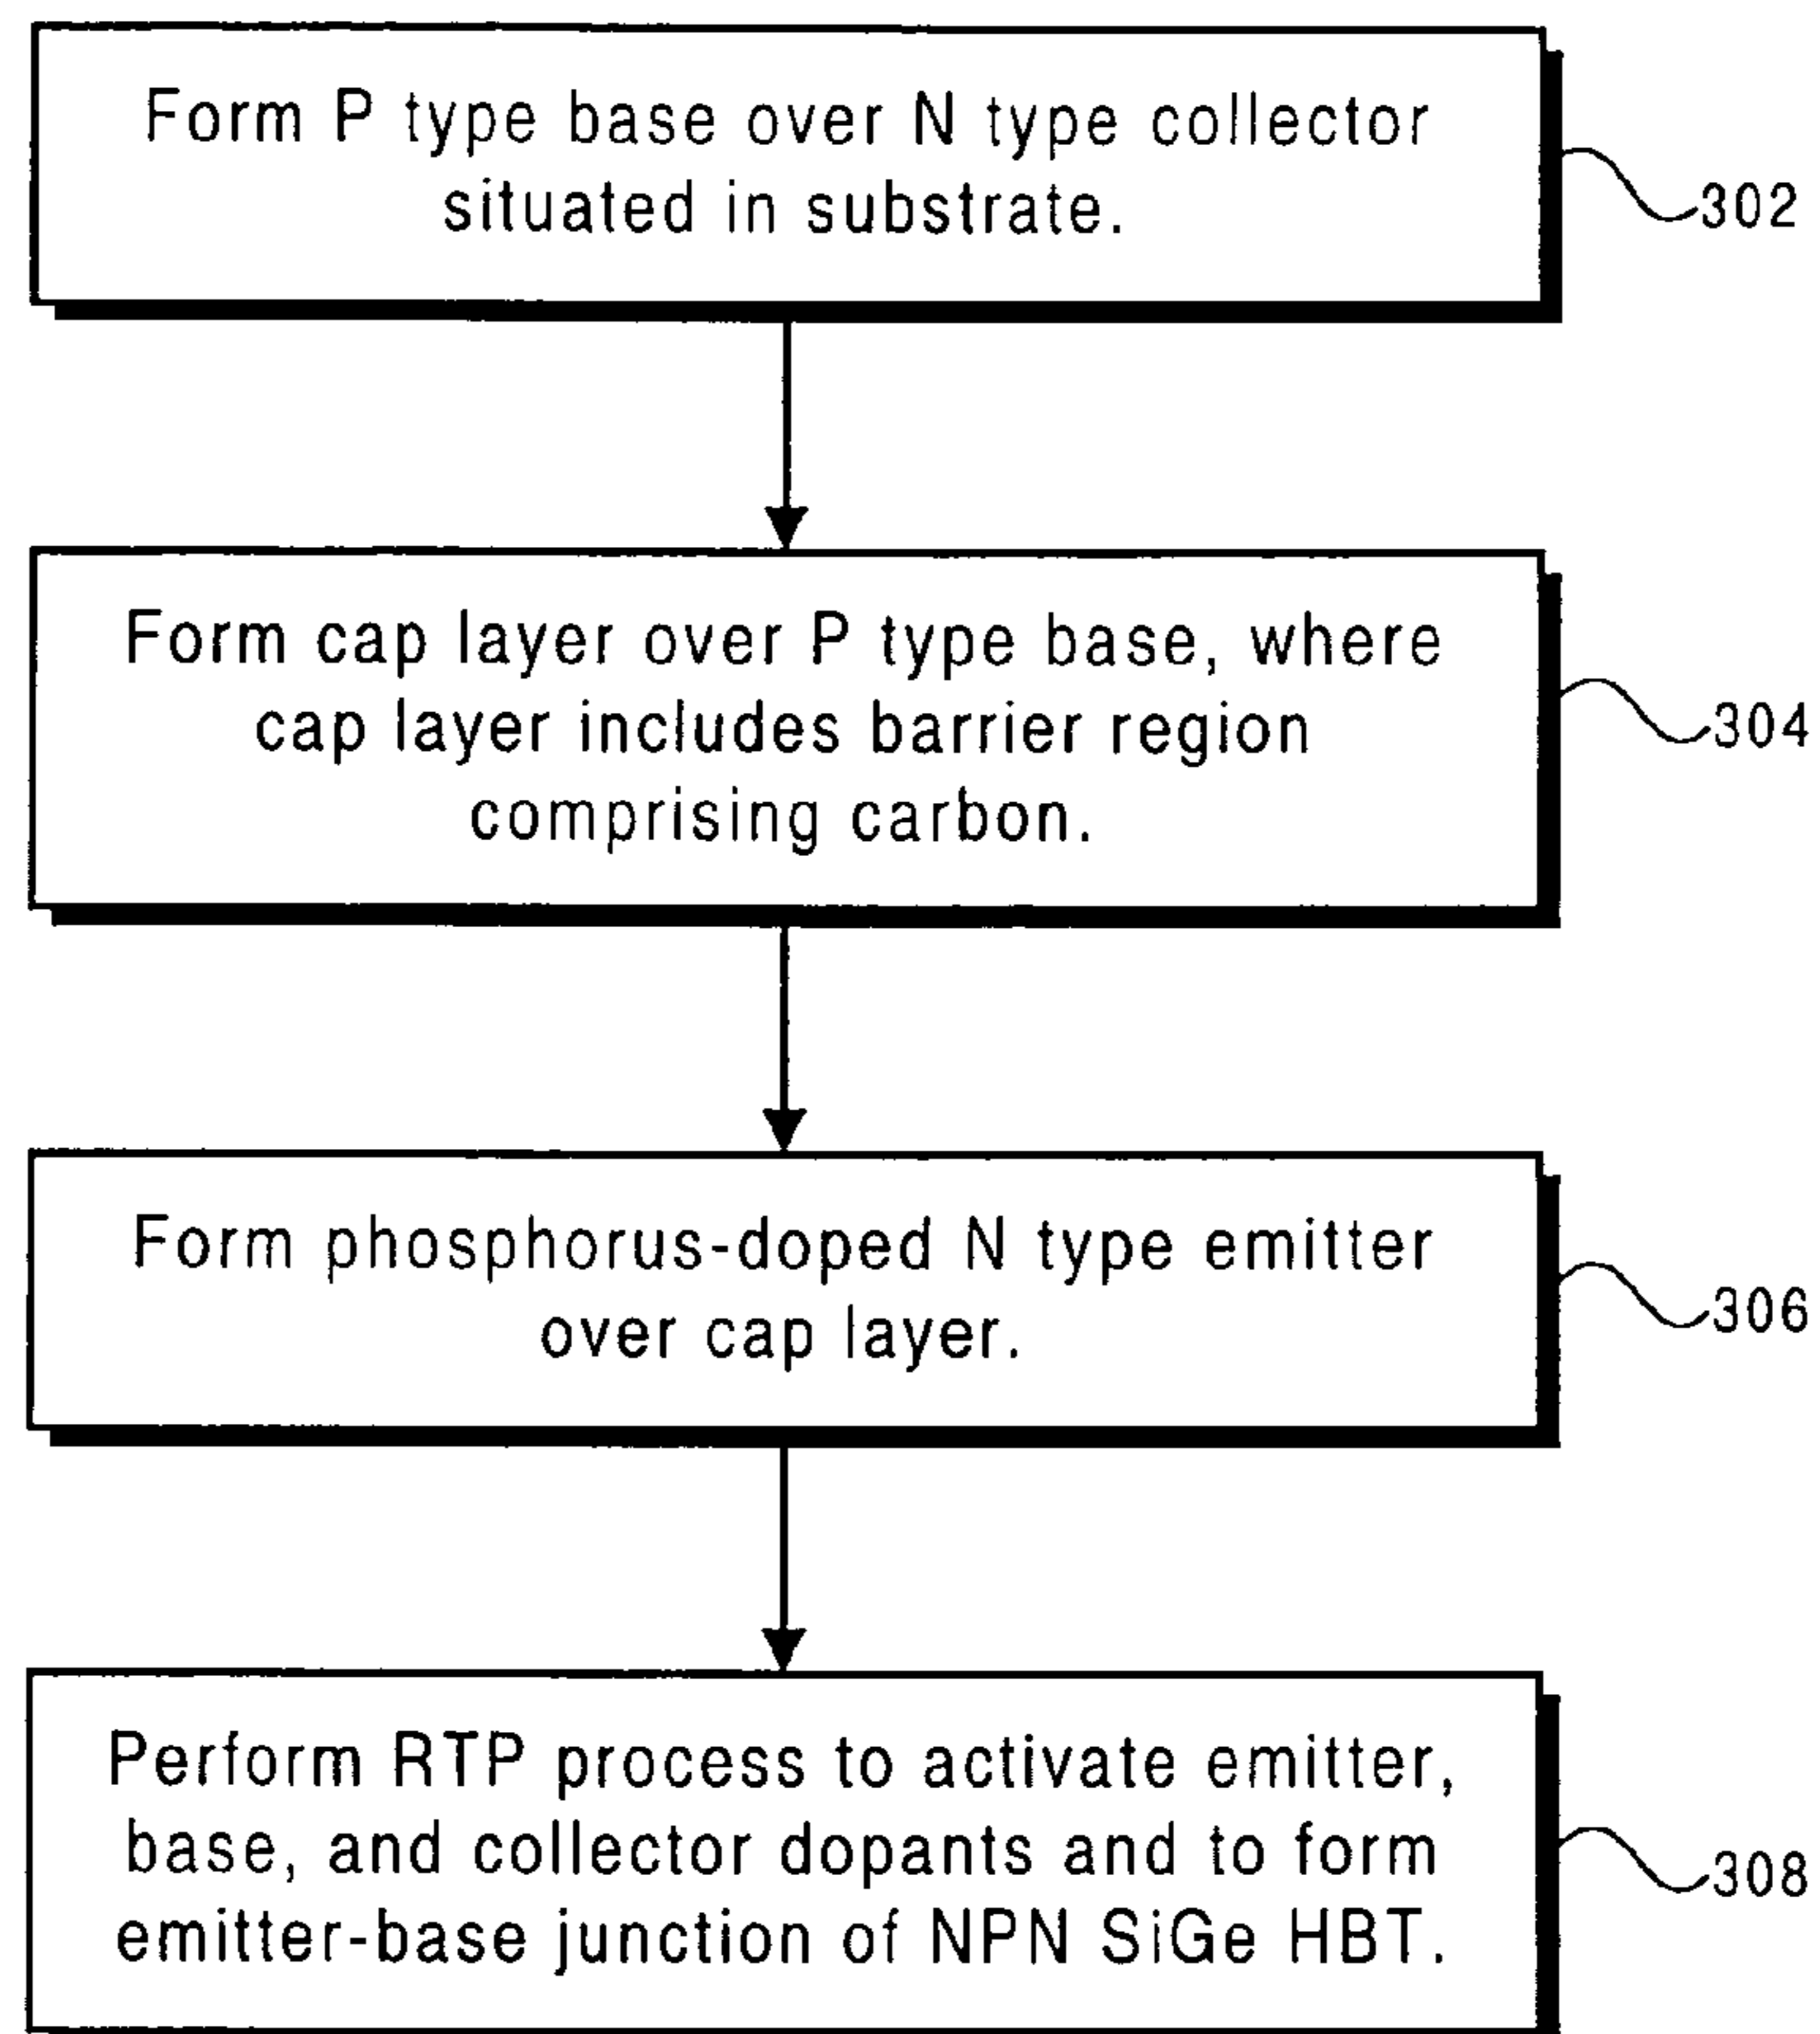 Form P type base over N type collector
situated in substrate.
302
Form cap layer over P type base, where
cap layer includes barrier region
comprising carbon.
304
Form phosphorus-doped N type emitter
over cap layer.
306
Perform RTP process to activate emitter,
base, and collector dopants and to form
emitter-base junction of NPN SiGe HBT.
308